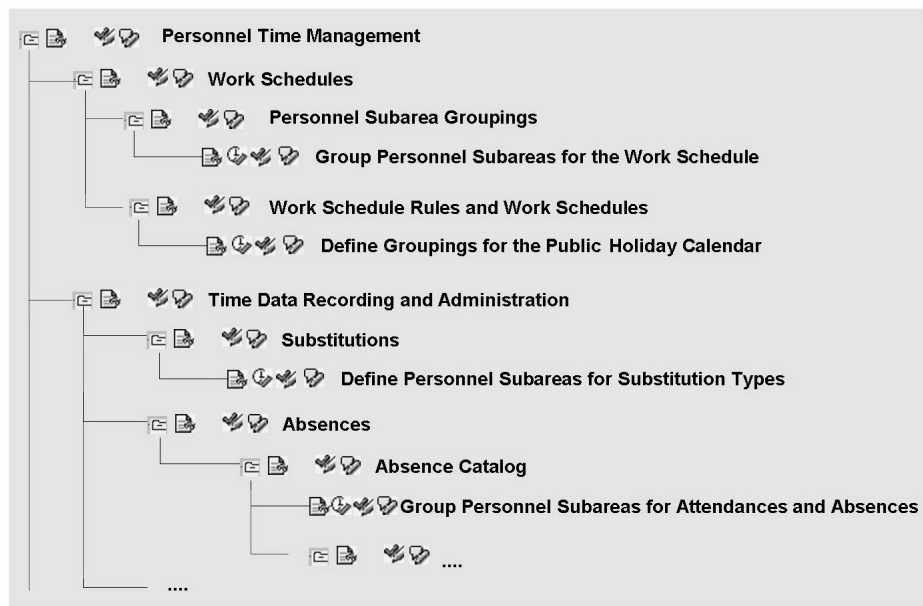 Personnel Time Management
Work Schedules
Personnel Subarea Groupings
Group Personnel Subareas for the Work Schedule
Work Schedule Rules and Work Schedules
Define Groupings for the Public Holiday Calendar
Time Data Recording and Administration
Substitutions
Define Personnel Subareas for Substitution Types
Absences
Absence Catalog
Group Personnel Subareas for Attendances and Absences
....
....